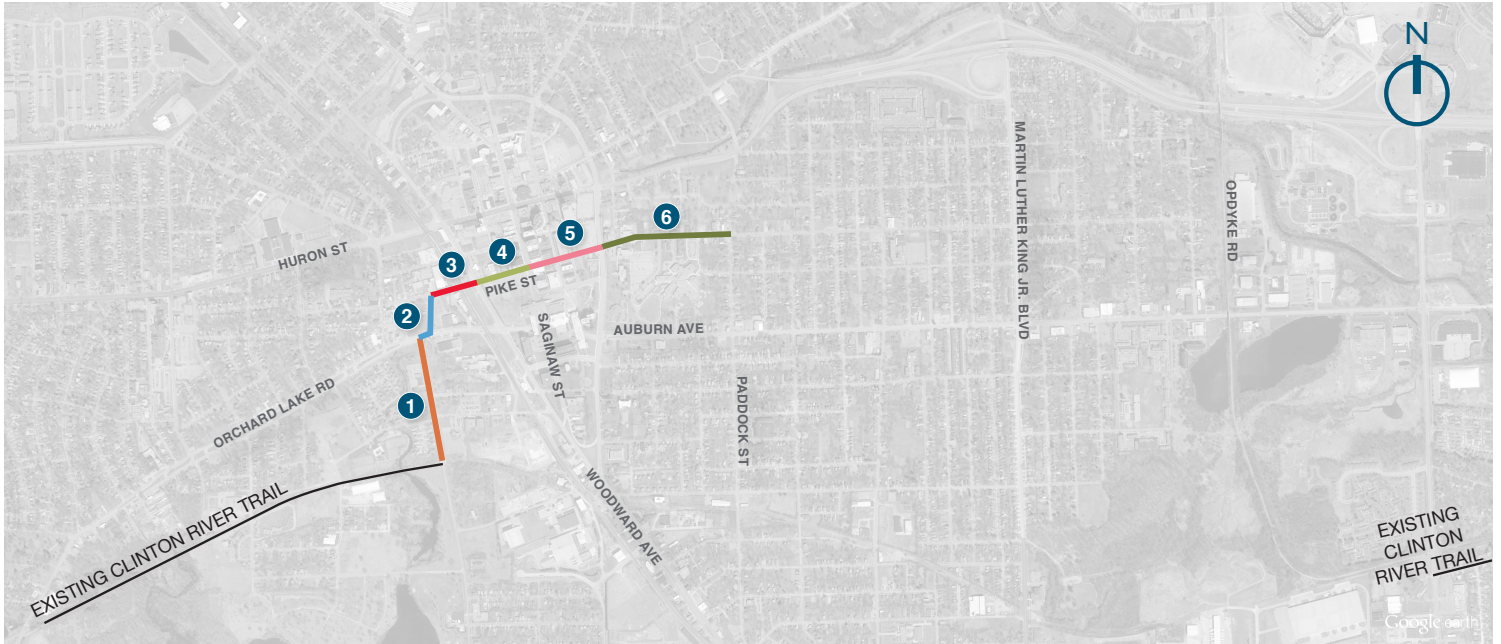 N
MARTIN LUTHER KING JR. BLVD
OPDYKE RD
6
5
HURON ST
4
3
PIKE ST
2
SAGINAW ST
AUBURN AVE
1
ORCHARD LAKE RD
PADDOCK ST
WOODWARD AVE
EXISTING CLINTON RIVER TRAIL
EXISTING
CLINTON
RIVER TRAIL
Google earth